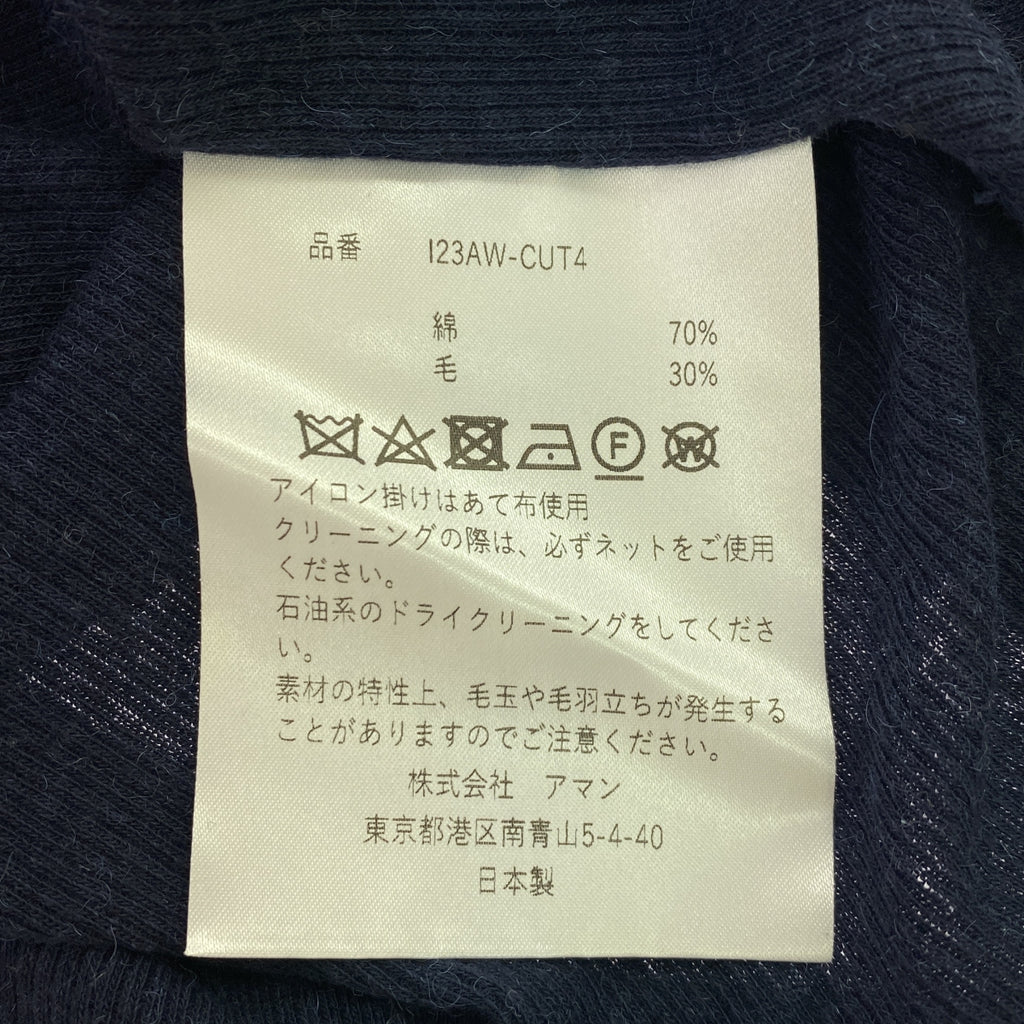 品番 I23AW-CUT4
綿 70%
毛 30%
F W
アイロン掛けはあて布使用
クリーニングの際は、必ずネットをご使用
ください。
石油系のドライクリーニングをしてくださ
い。
素材の特性上、毛玉や毛羽立ちが発生する
ことがありますのでご注意ください。
株式会社 アマン
東京都港区南青山5-4-40
日本製